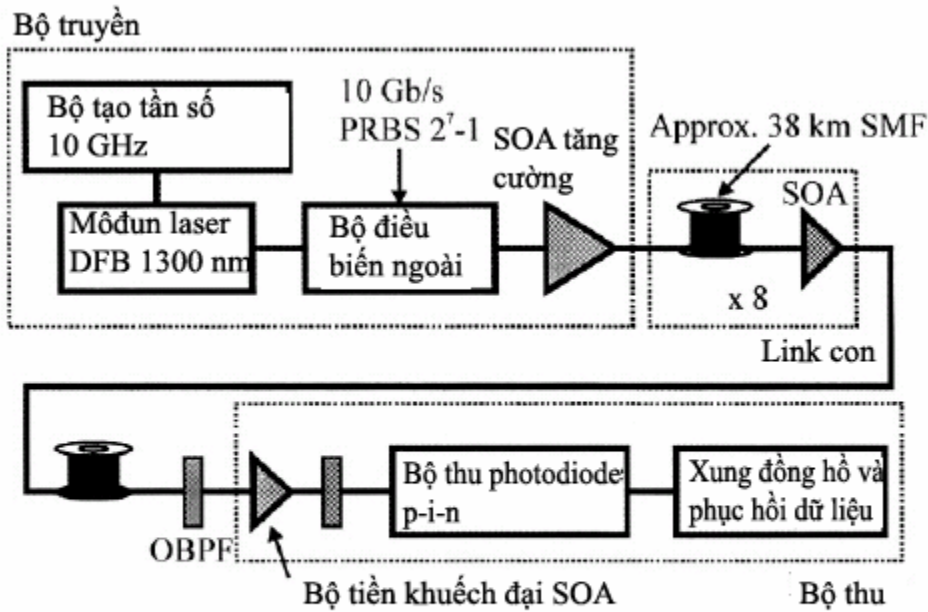 Bộ truyền
Bộ tạo tần số
10 GHz
10 Gb/s
PRBS 2⁷-1
SOA tăng
cường
Approx. 38 km SMF
SOA
Môđun laser
DFB 1300 nm
Bộ điều
biến ngoài
x 8
Link con
Bộ thu photodiode
p-i-n
Xung đồng hồ và
phục hồi dữ liệu
OBPF
Bộ tiền khuếch đại SOA
Bộ thu